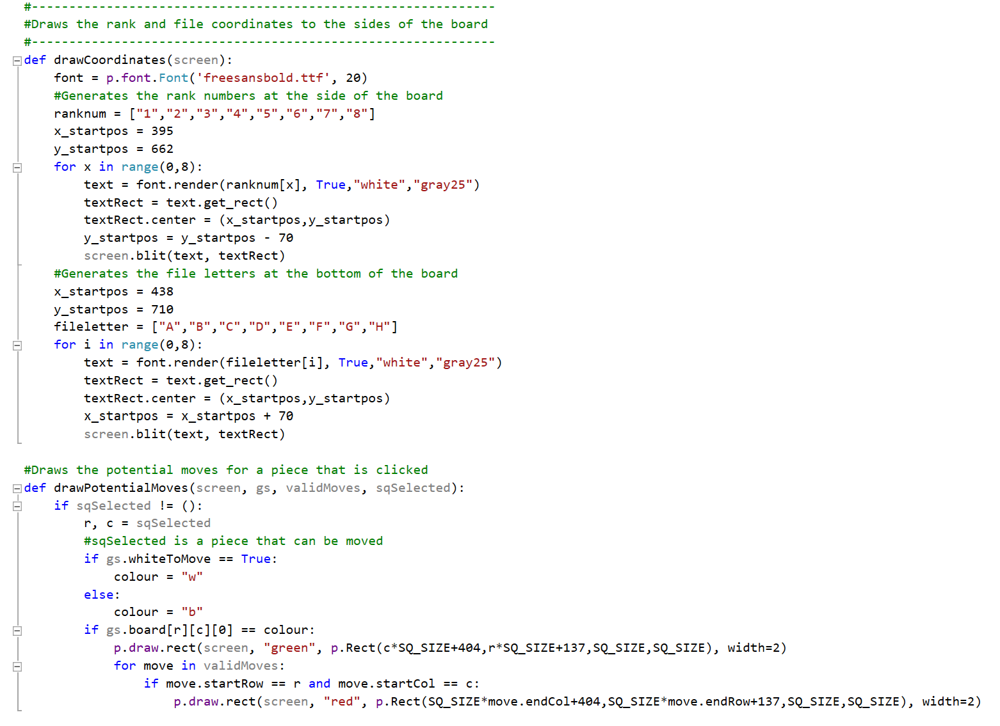 #--------------------------------------------------------------
#Draws the rank and file coordinates to the sides of the board
#--------------------------------------------------------------
def drawCoordinates(screen):
    font = p.font.Font('freesansbold.ttf', 20)
    #Generates the rank numbers at the side of the board
    ranknum = ["1","2","3","4","5","6","7","8"]
    x_startpos = 395
    y_startpos = 662
    for x in range(0,8):
        text = font.render(ranknum[x], True,"white","gray25")
        textRect = text.get_rect()
        textRect.center = (x_startpos,y_startpos)
        y_startpos = y_startpos - 70
        screen.blit(text, textRect)
    #Generates the file letters at the bottom of the board
    x_startpos = 438
    y_startpos = 710
    fileletter = ["A","B","C","D","E","F","G","H"]
    for i in range(0,8):
        text = font.render(fileletter[i], True,"white","gray25")
        textRect = text.get_rect()
        textRect.center = (x_startpos,y_startpos)
        x_startpos = x_startpos + 70
        screen.blit(text, textRect)

#Draws the potential moves for a piece that is clicked
def drawPotentialMoves(screen, gs, validMoves, sqSelected):
    if sqSelected != ():
        r, c = sqSelected
        #sqSelected is a piece that can be moved
        if gs.whiteToMove == True:
            colour = "w"
        else:
            colour = "b"
        if gs.board[r][c][0] == colour:
            p.draw.rect(screen, "green", p.Rect(c*SQ_SIZE+404,r*SQ_SIZE+137,SQ_SIZE,SQ_SIZE), width=2)
            for move in validMoves:
                if move.startRow == r and move.startCol == c:
                    p.draw.rect(screen, "red", p.Rect(SQ_SIZE*move.endCol+404,SQ_SIZE*move.endRow+137,SQ_SIZE,SQ_SIZE), width=2)